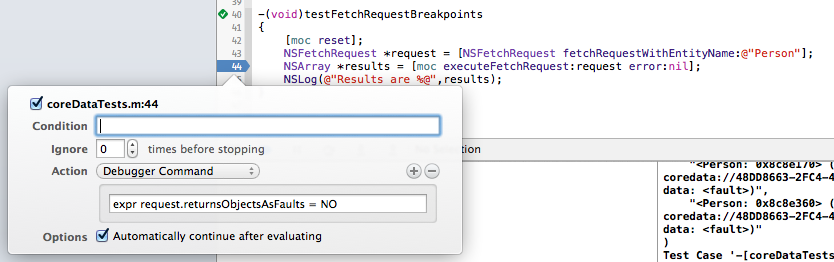 40 -(void)testFetchRequestBreakpoints
41 {
42 [moc reset];
43 NSFetchRequest *request = [NSFetchRequest fetchRequestWithEntityName:@"Person"];
44 NSArray *results = [moc executeFetchRequest:request error:nil];
NSLog(@"Results are %@",results);
coreDataTests.m:44
Condition
Ignore 0 times before stopping
Action Debugger Command
expr request.returnsObjectsAsFaults = NO
Options Automatically continue after evaluating
"<Person: 0x8c8e170> (
coredata://48DD8663-2FC4-4
data: <fault>)",
"<Person: 0x8c8e360> (
coredata://48DD8663-2FC4-4
data: <fault>)"
)
Test Case '-[coreDataTests